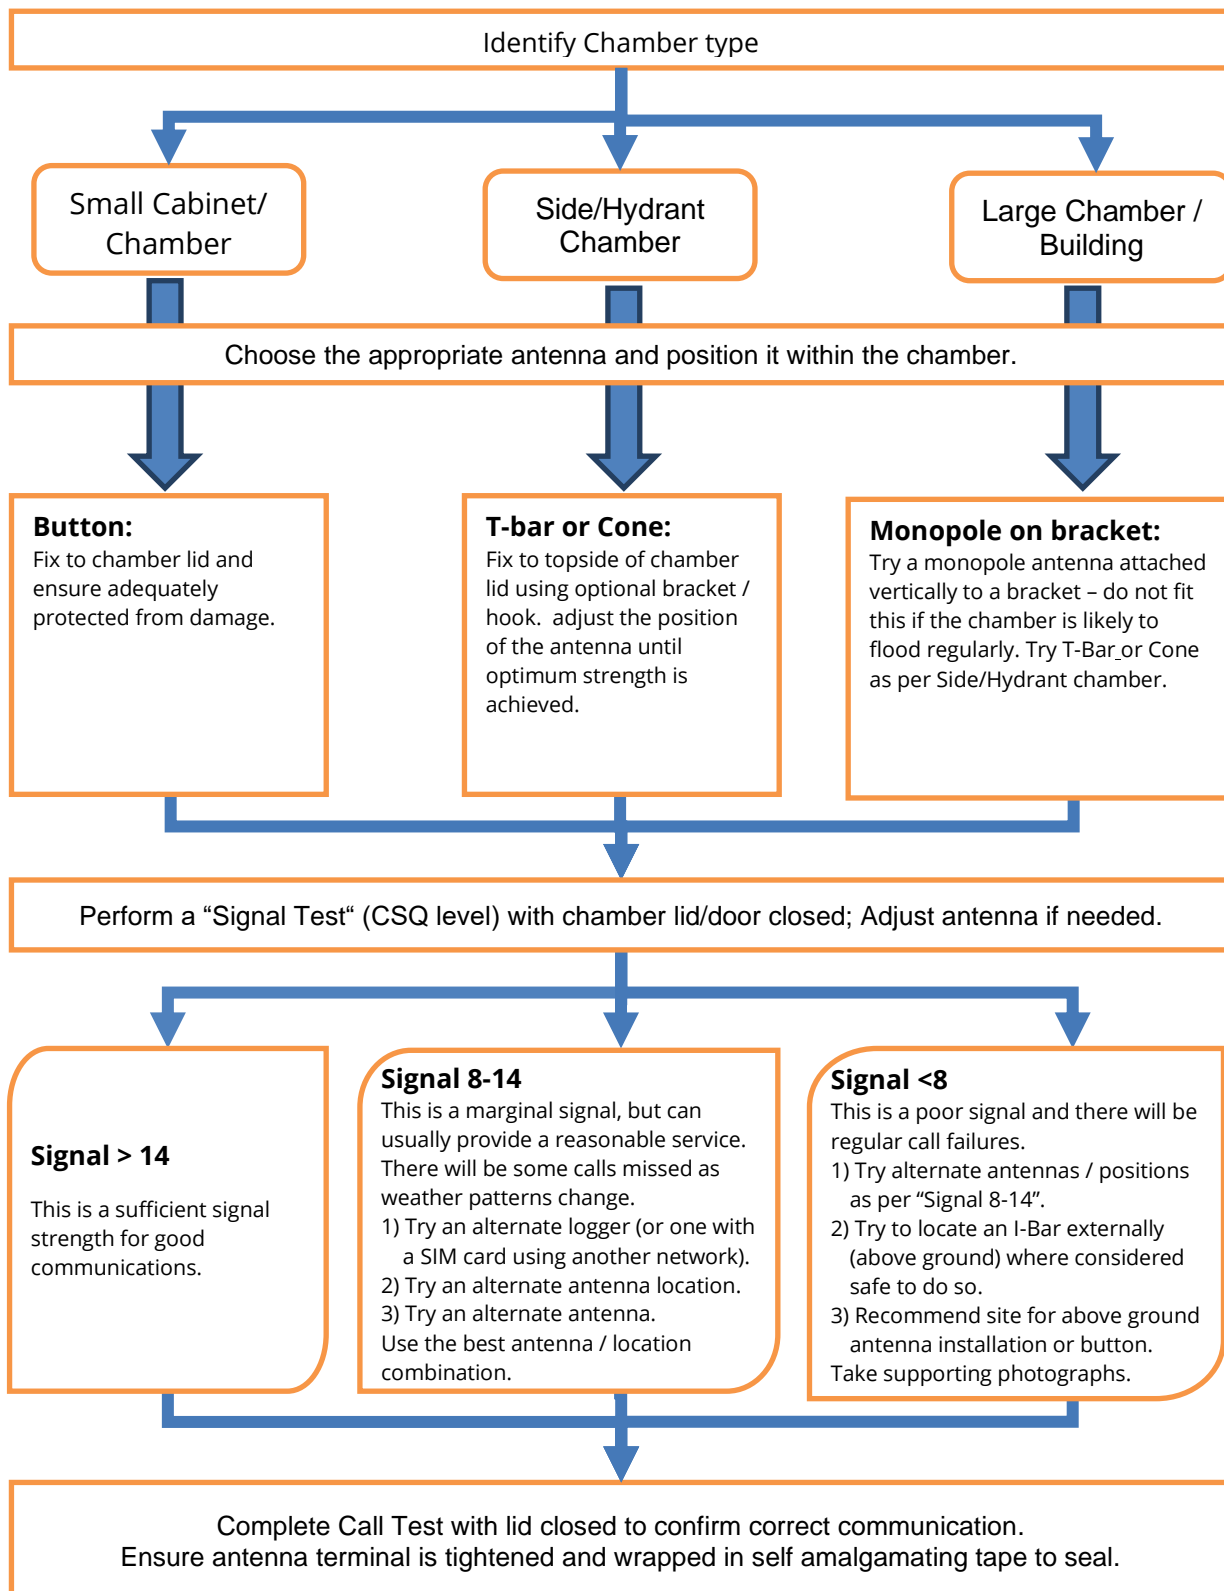 Identify Chamber type
Small Cabinet/
Chamber
Side/Hydrant
Chamber
Large Chamber /
Building
Choose the appropriate antenna and position it within the chamber.
Button:
Fix to chamber lid and
ensure adequately
protected from damage.
T-bar or Cone:
Fix to topside of chamber
lid using optional bracket /
hook.  adjust the position
of the antenna until
optimum strength is
achieved.
Monopole on bracket:
Try a monopole antenna attached
vertically to a bracket – do not fit
this if the chamber is likely to
flood regularly. Try T-Bar or Cone
as per Side/Hydrant chamber.
Perform a “Signal Test“ (CSQ level) with chamber lid/door closed; Adjust antenna if needed.
Signal > 14
This is a sufficient signal
strength for good
communications.
Signal 8-14
This is a marginal signal, but can
usually provide a reasonable service.
There will be some calls missed as
weather patterns change.
1) Try an alternate logger (or one with
a SIM card using another network).
2) Try an alternate antenna location.
3) Try an alternate antenna.
Use the best antenna / location
combination.
Signal <8
This is a poor signal and there will be
regular call failures.
1) Try alternate antennas / positions
as per “Signal 8-14”.
2) Try to locate an I-Bar externally
(above ground) where considered
safe to do so.
3) Recommend site for above ground
antenna installation or button.
Take supporting photographs.
Complete Call Test with lid closed to confirm correct communication.
Ensure antenna terminal is tightened and wrapped in self amalgamating tape to seal.